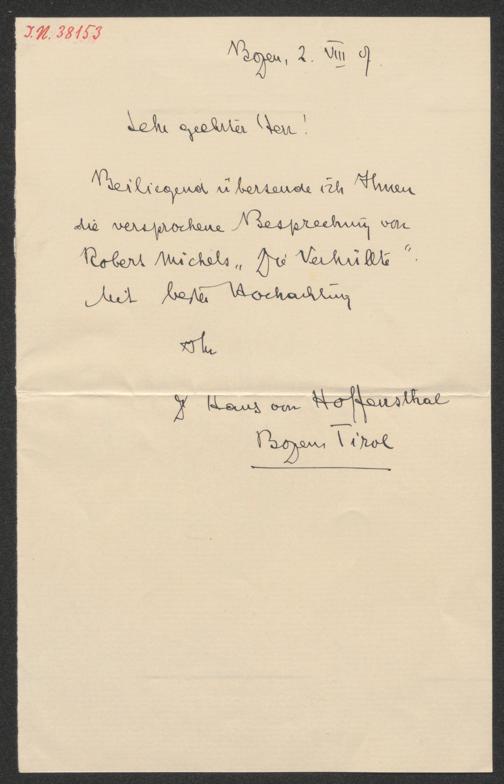 J.N. 38153
Bozen, 2. VIII
Sehr geehrter Herr!
Beiliegend übersende ich Ihnen
die versprochene Besprechung von
Robert Michels „Die Verhüllte“.
Mit bester Hochachtung
Ihr
Dr Hans von Hoffensthal
Bozen Tirol